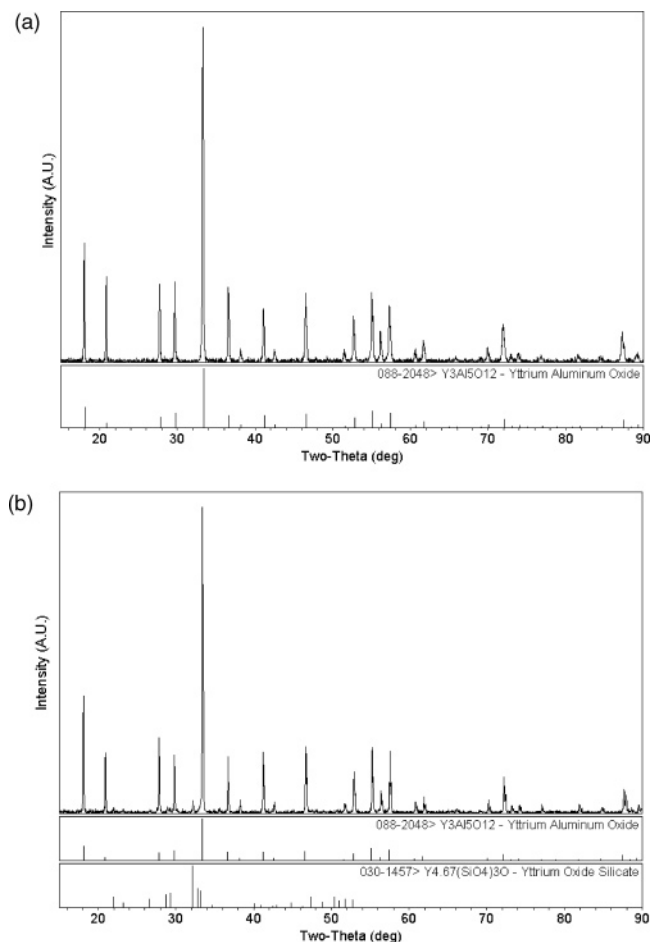 (a)
Intensity (A.U.)
088-2048> Y3Al5O12 - Yttrium Aluminum Oxide
20 30 40 50 60 70 80 90
Two-Theta (deg)
(b)
Intensity (A.U.)
088-2048> Y3Al5O12 - Yttrium Aluminum Oxide
030-1457> Y4.67(SiO4)3O - Yttrium Oxide Silicate
20 30 40 50 60 70 80 90
Two-Theta (deg)